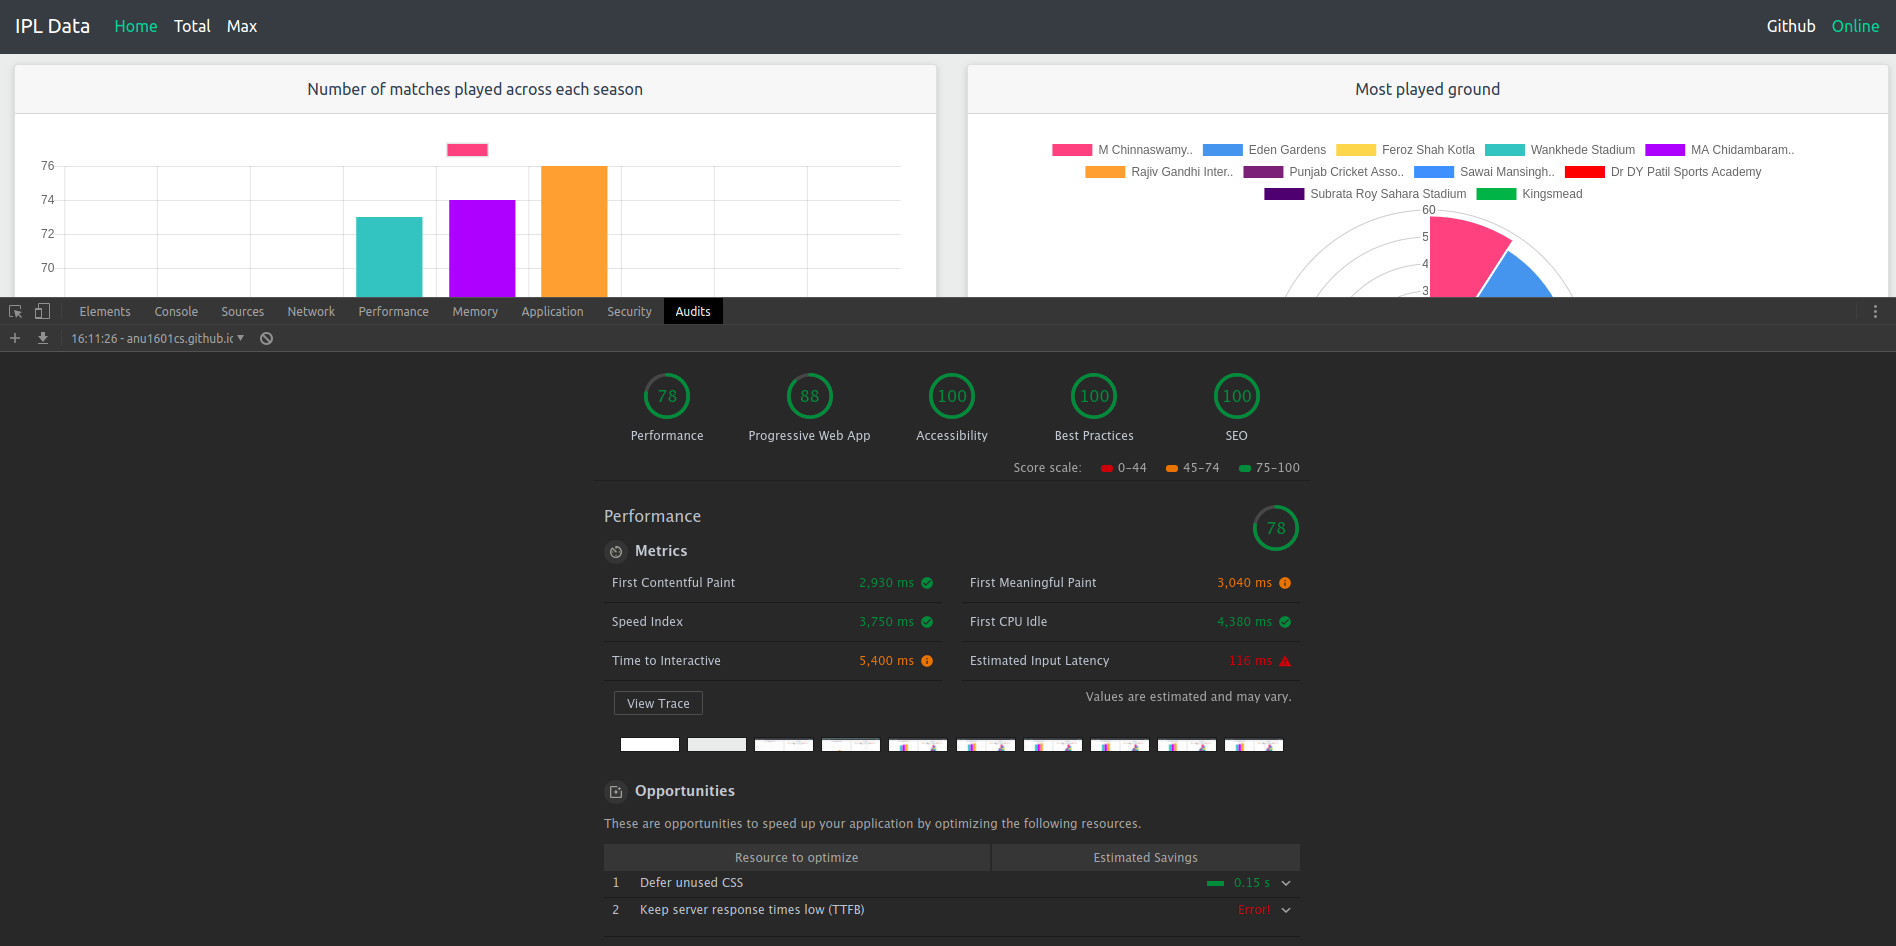 IPL Data Home Total Max Github Online
Number of matches played across each season
76
74
72
70
Most played ground
M Chinnaswamy.. Eden Gardens Feroz Shah Kotla Wankhede Stadium MA Chidambaram..
Rajiv Gandhi Inter.. Punjab Cricket Asso.. Sawai Mansingh.. Dr DY Patil Sports Academy
Subrata Roy Sahara Stadium Kingsmead
60
5
4
3
Elements Console Sources Network Performance Memory Application Security Audits
16:11:26 - anu1601cs.github.ic
78 88 100 100 100
Performance Progressive Web App Accessibility Best Practices SEO
Score scale: 0–44 45–74 75–100
Performance 78
Metrics
First Contentful Paint 2,930 ms First Meaningful Paint 3,040 ms
Speed Index 3,750 ms First CPU Idle 4,380 ms
Time to Interactive 5,400 ms Estimated Input Latency 116 ms
View Trace Values are estimated and may vary.
Opportunities
These are opportunities to speed up your application by optimizing the following resources.
Resource to optimize Estimated Savings
1 Defer unused CSS 0.15 s
2 Keep server response times low (TTFB) Error!